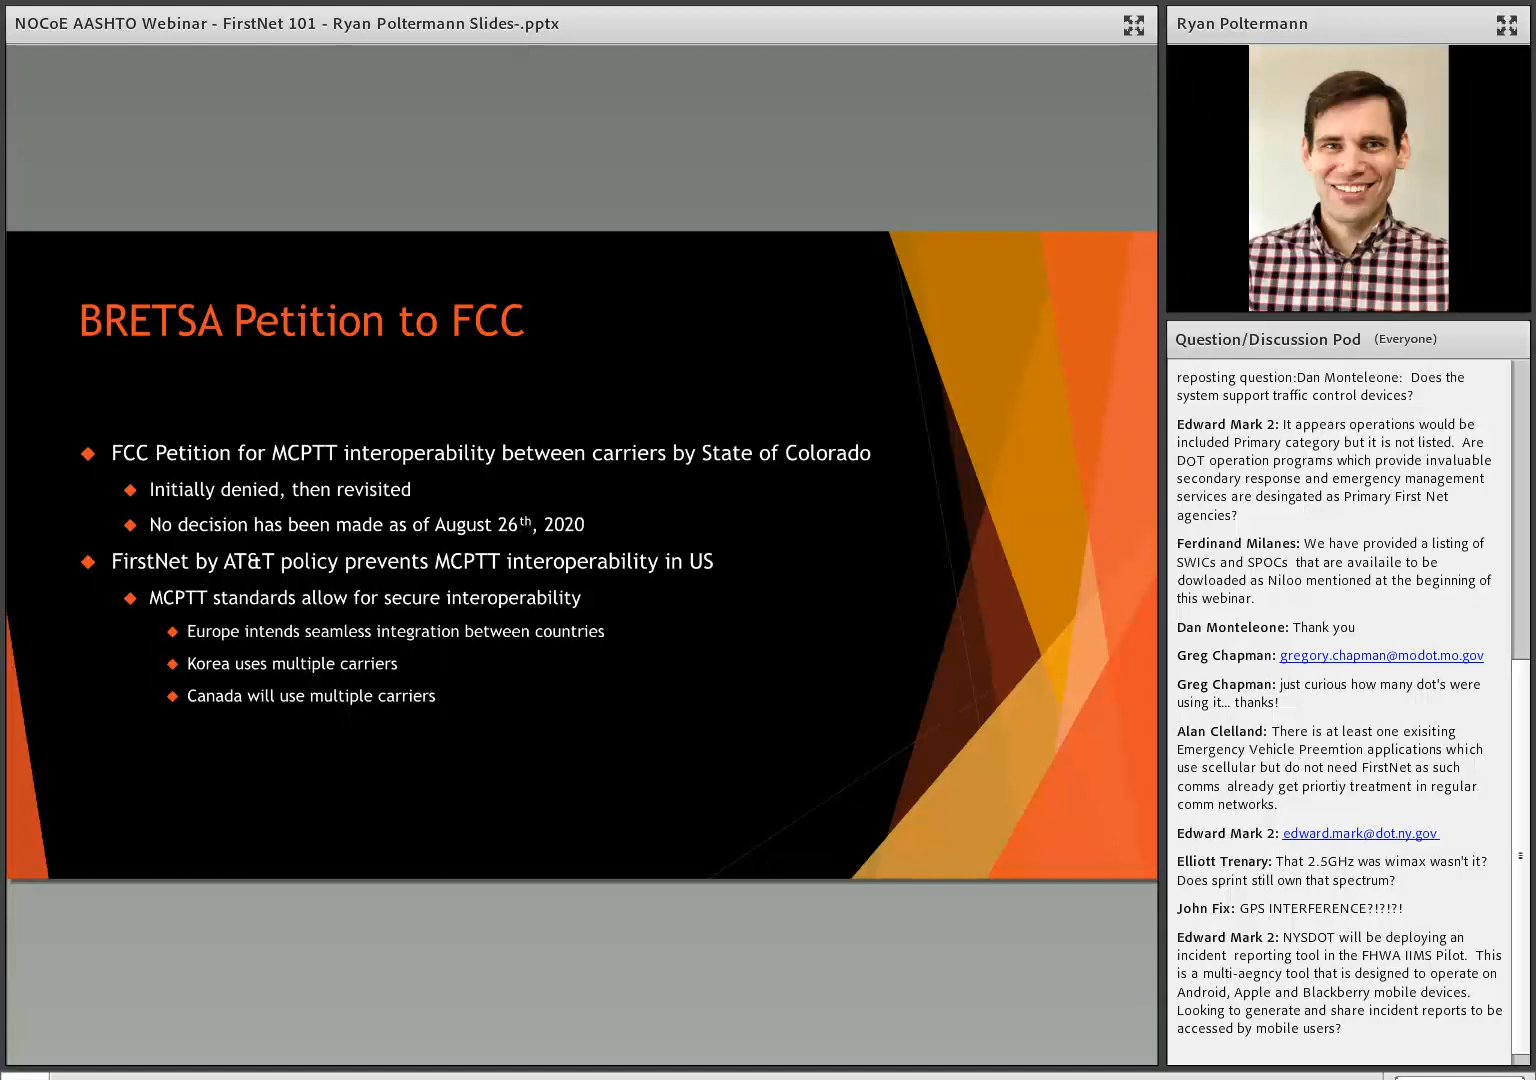 NOCoE AASHTO Webinar - FirstNet 101 - Ryan Poltermann Slides-.pptx
BRETSA Petition to FCC
FCC Petition for MCPTT interoperability between carriers by State of Colorado
Initially denied, then revisited
No decision has been made as of August 26th, 2020
FirstNet by AT&T policy prevents MCPTT interoperability in US
MCPTT standards allow for secure interoperability
Europe intends seamless integration between countries
Korea uses multiple carriers
Canada will use multiple carriers
Ryan Poltermann
Question/Discussion Pod (Everyone)
reposting question:Dan Monteleone: Does the
system support traffic control devices?
Edward Mark 2: It appears operations would be
included Primary category but it is not listed. Are
DOT operation programs which provide invaluable
secondary response and emergency management
services are desingated as Primary First Net
agencies?
Ferdinand Milanes: We have provided a listing of
SWICs and SPOCs that are availaile to be
dowloaded as Niloo mentioned at the beginning of
this webinar.
Dan Monteleone: Thank you
Greg Chapman: gregory.chapman@modot.mo.gov
Greg Chapman: just curious how many dot's were
using it... thanks!
Alan Clelland: There is at least one exisiting
Emergency Vehicle Preemtion applications which
use scellular but do not need FirstNet as such
comms already get priortiy treatment in regular
comm networks.
Edward Mark 2: edward.mark@dot.ny.gov
Elliott Trenary: That 2.5GHz was wimax wasn't it?
Does sprint still own that spectrum?
John Fix: GPS INTERFERENCE?!?!?!
Edward Mark 2: NYSDOT will be deploying an
incident reporting tool in the FHWA IIMS Pilot. This
is a multi-aegncy tool that is designed to operate on
Android, Apple and Blackberry mobile devices.
Looking to generate and share incident reports to be
accessed by mobile users?